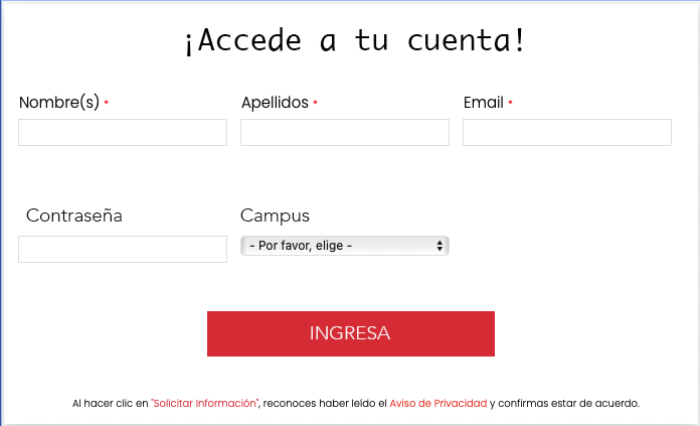 ¡Accede a tu cuenta!
Nombre(s) * Apellidos * Email *
Contraseña Campus
- Por favor, elige -
INGRESA
Al hacer clic en "Solicitar Información", reconoces haber leído el Aviso de Privacidad y confirmas estar de acuerdo.